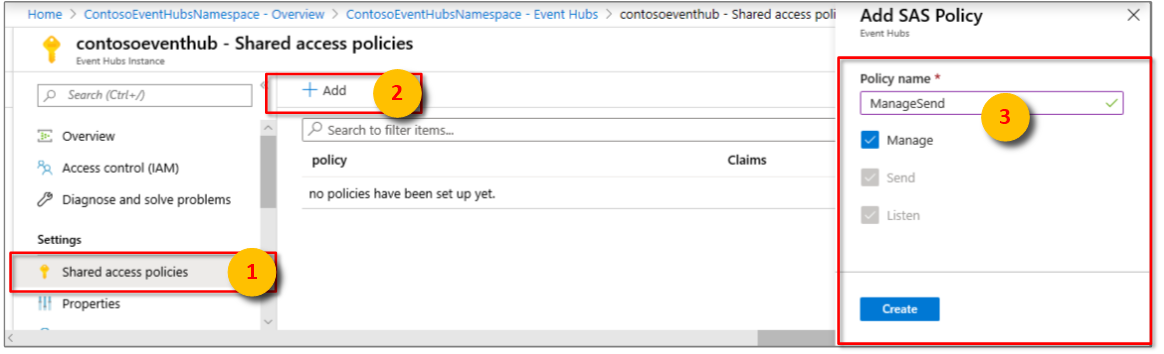 Home > ContosoEventHubsNamespace - Overview > ContosoEventHubsNamespace - Event Hubs > contosoeventhub - Shared access poli
contosoeventhub - Shared access policies
Event Hubs Instance
Search (Ctrl+/)
Overview
Access control (IAM)
Diagnose and solve problems
Settings
Shared access policies
1
Properties
+ Add
2
Search to filter items...
policy Claims
no policies have been set up yet.
Add SAS Policy
Event Hubs
Policy name *
ManageSend
3
Manage
Send
Listen
Create